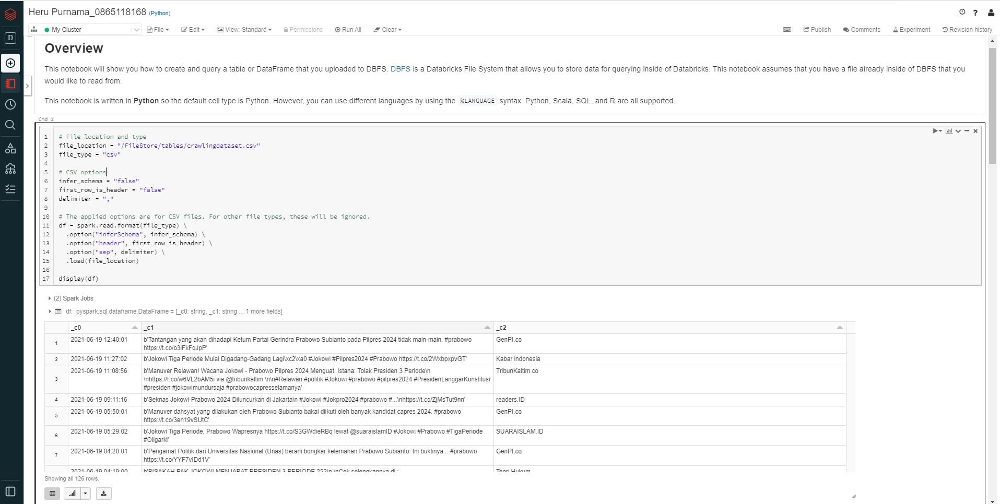 Heru Purnama_0865118168 (Python)
My Cluster File Edit View: Standard Permissions Run All Clear Publish Comments Experiment Revision history
D
Overview
This notebook will show you how to create and query a table or DataFrame that you uploaded to DBFS. DBFS is a Databricks File System that allows you to store data for querying inside of Databricks. This notebook assumes that you have a file already inside of DBFS that you
would like to read from.
This notebook is written in Python so the default cell type is Python. However, you can use different languages by using the %LANGUAGE syntax. Python, Scala, SQL, and R are all supported.
Cmd 2
1 # File location and type
2 file_location = "/FileStore/tables/crawlingdataset.csv"
3 file_type = "csv"
4
5 # CSV options
6 infer_schema = "false"
7 first_row_is_header = "false"
8 delimiter = ","
9
10 # The applied options are for CSV files. For other file types, these will be ignored.
11 df = spark.read.format(file_type) \
12 .option("inferSchema", infer_schema) \
13 .option("header", first_row_is_header) \
14 .option("sep", delimiter) \
15 .load(file_location)
16
17 display(df)
(2) Spark Jobs
df: pyspark.sql.dataframe.DataFrame = [_c0: string, _c1: string ... 1 more fields]
_c0 _c1 _c2
1 2021-06-19 12:40:01 b'Tantangan yang akan dihadapi Ketum Partai Gerindra Prabowo Subianto pada Pilpres 2024 tidak main-main. #prabowo GenPI.co
https://t.co/o3lFkFqJpP'
2 2021-06-19 11:27:02 b'Jokowi Tiga Periode Mulai Digadang-Gadang Lagi\xc2\xa0 #Jokowi #Pilpres2024 #Prabowo https://t.co/2WxbpxpvGT' Kabar indonesia
3 2021-06-19 11:08:56 b'Manuver Relawan! Wacana Jokowi - Prabowo Pilpres 2024 Menguat, Istana: Tolak Presiden 3 Periode\n TribunKaltim.co
\nhttps://t.co/w6VL2bAM5i via @tribunkaltim \n\n#Relawan #politik #Jokowi #prabowo #pilpres2024 #PresidenLanggarKonstitusi
#presiden #jokowimundursaja #prabowocapresselamanya'
4 2021-06-19 09:11:16 b'Seknas Jokowi-Prabowo 2024 Diluncurkan di Jakarta\n #Jokowi #Jokpro2024 #prabowo #...\nhttps://t.co/ZjMsTut9nn' readers.ID
5 2021-06-19 05:50:01 b'Manuver dahsyat yang dilakukan oleh Prabowo Subianto bakal diikuti oleh banyak kandidat capres 2024. #prabowo GenPI.co
https://t.co/3en19vSUtC'
6 2021-06-19 05:29:02 b'Jokowi Tiga Periode, Prabowo Wapresnya https://t.co/S3GWdieRBq lewat @suaraislamID #Jokowi #Prabowo #TigaPeriode SUARAISLAM.ID
#Oligarki'
7 2021-06-19 04:20:01 b'Pengamat Politik dari Universitas Nasional (Unas) berani bongkar kelemahan Prabowo Subianto: Ini buktinya... #prabowo GenPI.co
https://t.co/YYF7vIDd1V'
2021-06-19 04:19:00 b'BISAKAH PAK JOKOWI MENJABAT PRESIDEN 3 PERIODE ???\n \nCek selengkapnya di : Teori Hukum
Showing all 126 rows.